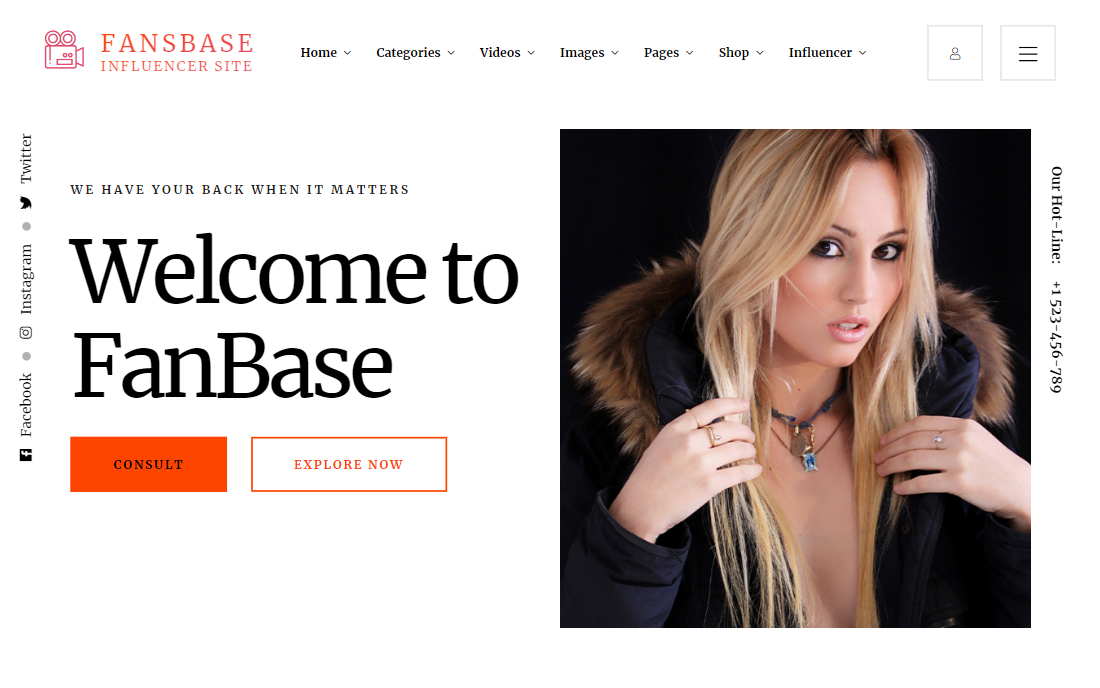 FANSBASE
INFLUENCER SITE
Home
Categories
Videos
Images
Pages
Shop
Influencer
Twitter
Instagram
Facebook
WE HAVE YOUR BACK WHEN IT MATTERS
Welcome to
FanBase
CONSULT
EXPLORE NOW
Our Hot-Line: +1 523-456-789